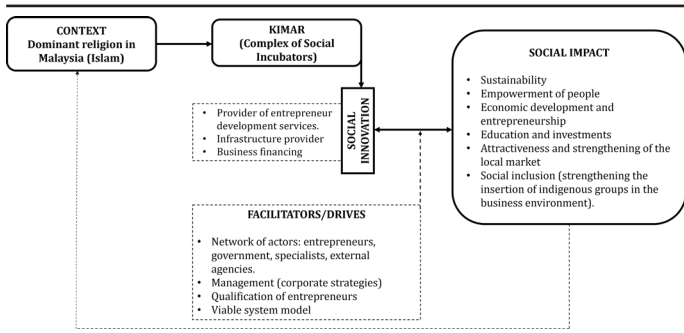 CONTEXT
Dominant religion in
Malaysia (Islam)
KIMAR
(Complex of Social
Incubators)
• Provider of entrepreneur
development services.
• Infrastructure provider
• Business financing
SOCIAL
INNOVATION
SOCIAL IMPACT
• Sustainability
• Empowerment of people
• Economic development and
entrepreneurship
• Education and investments
• Attractiveness and strengthening of the
local market
• Social inclusion (strengthening the
insertion of indigenous groups in the
business environment).
FACILITATORS/DRIVES
• Network of actors: entrepreneurs,
government, specialists, external
agencies.
• Management (corporate strategies)
• Qualification of entrepreneurs
• Viable system model